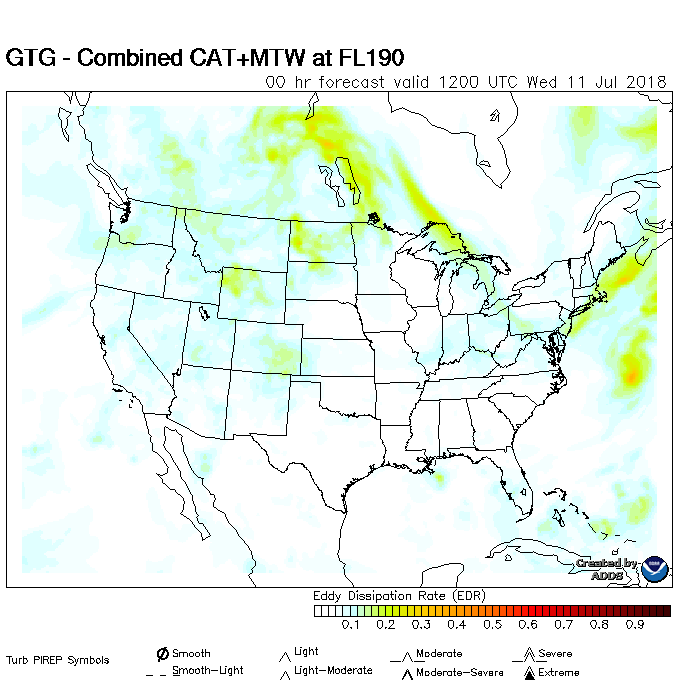 GTG - Combined CAT+MTW at FL190
00 hr forecast valid 1200 UTC Wed 11 Jul 2018
Created by
ADDS
Eddy Dissipation Rate (EDR)
0.1 0.2 0.3 0.4 0.5 0.6 0.7 0.8 0.9
Turb PIREP Symbols
Smooth Light Moderate Severe
Smooth-Light Light-Moderate Moderate-Severe Extreme